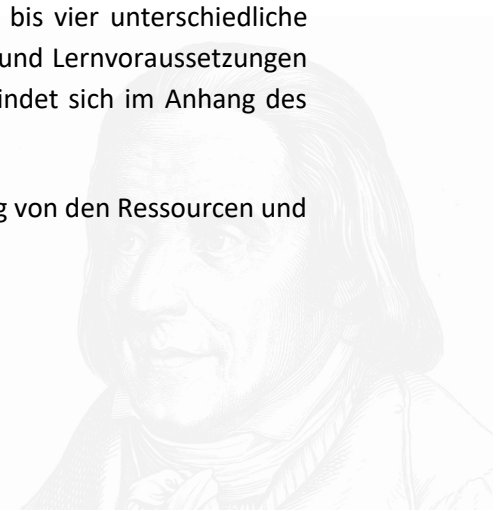 bis vier unterschiedliche
und Lernvoraussetzungen
indet sich im Anhang des
g von den Ressourcen und